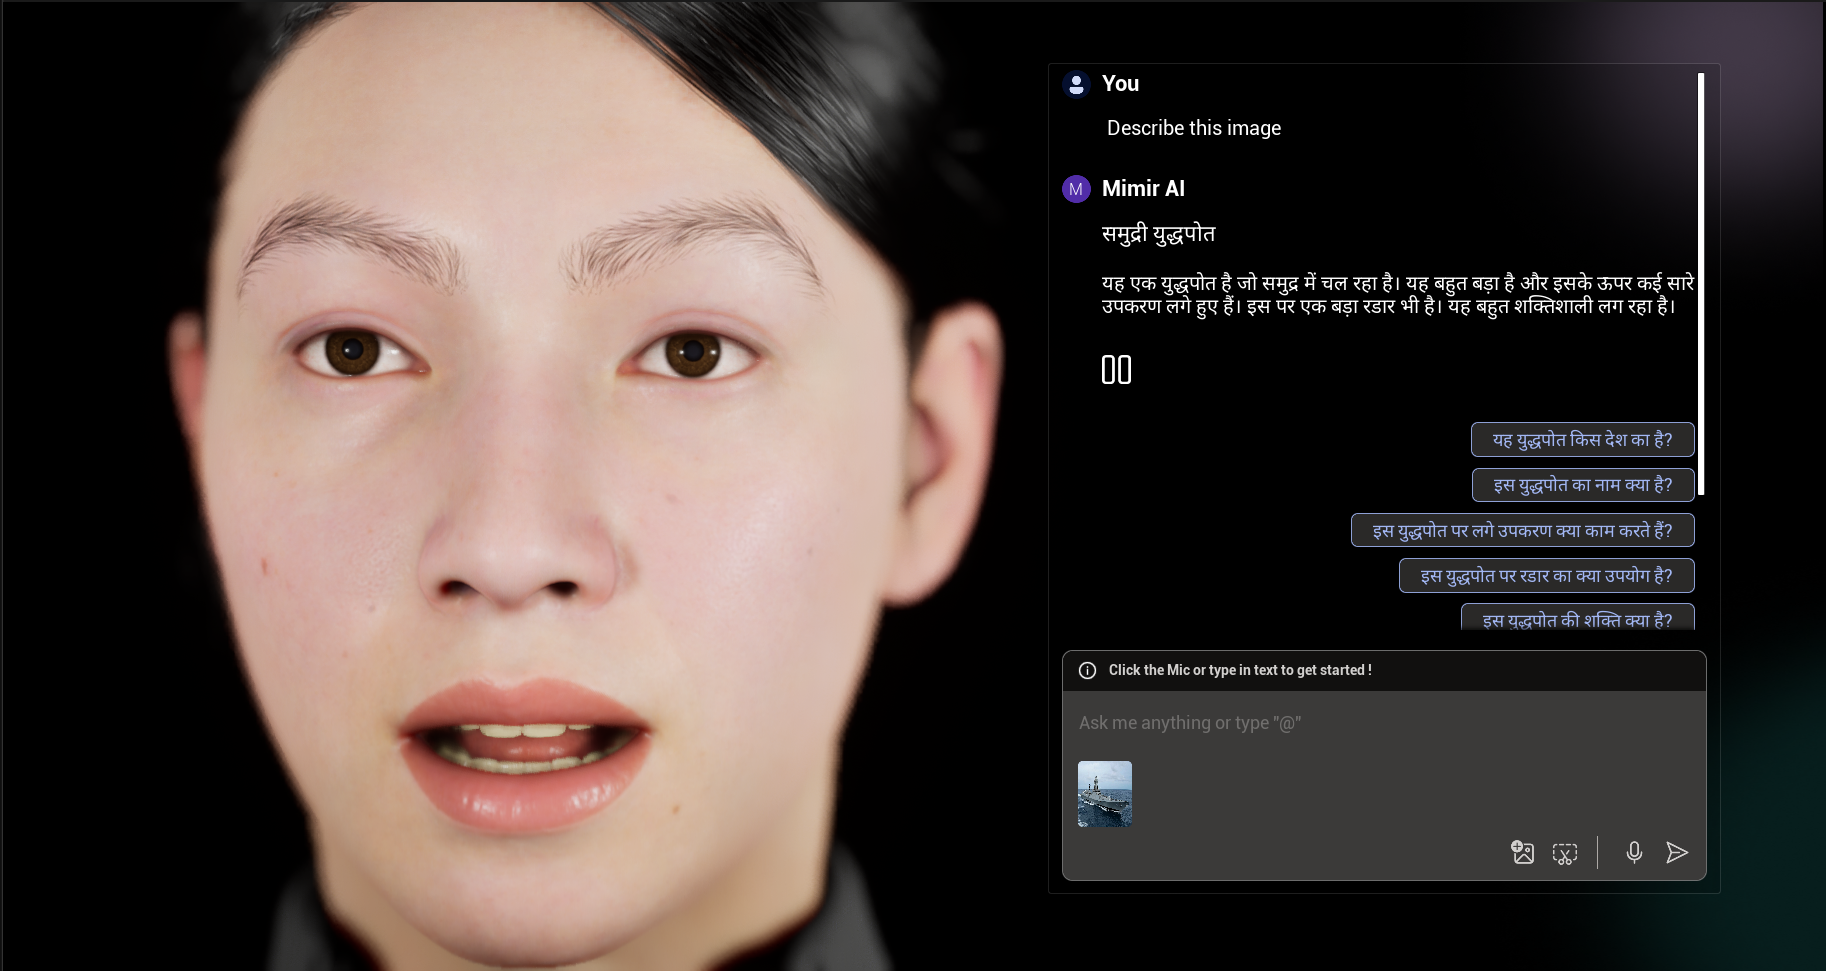 You
Describe this image
M
Mimir AI
समुद्री युद्धपोत
यह एक युद्धपोत है जो समुद्र में चल रहा है। यह बहुत बड़ा है और इसके ऊपर कई सारे
उपकरण लगे हुए हैं। इस पर एक बड़ा रडार भी है। यह बहुत शक्तिशाली लग रहा है।
यह युद्धपोत किस देश का है?
इस युद्धपोत का नाम क्या है?
इस युद्धपोत पर लगे उपकरण क्या काम करते हैं?
इस युद्धपोत पर रडार का क्या उपयोग है?
इस युद्धपोत की शक्ति क्या है?
Click the Mic or type in text to get started !
Ask me anything or type "@"